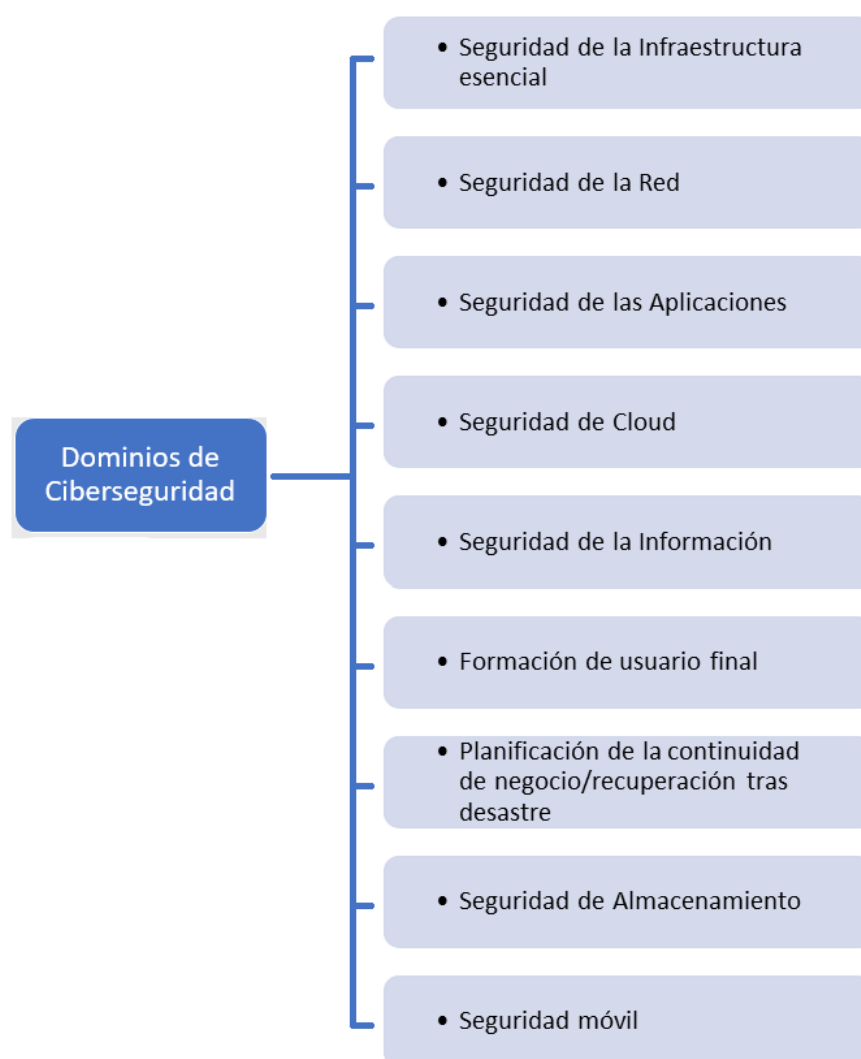 • Seguridad de la Infraestructura
esencial
• Seguridad de la Red
• Seguridad de las Aplicaciones
• Seguridad de Cloud
Dominios de
Ciberseguridad
• Seguridad de la Información
• Formación de usuario final
• Planificación de la continuidad
de negocio/recuperación tras
desastre
• Seguridad de Almacenamiento
• Seguridad móvil